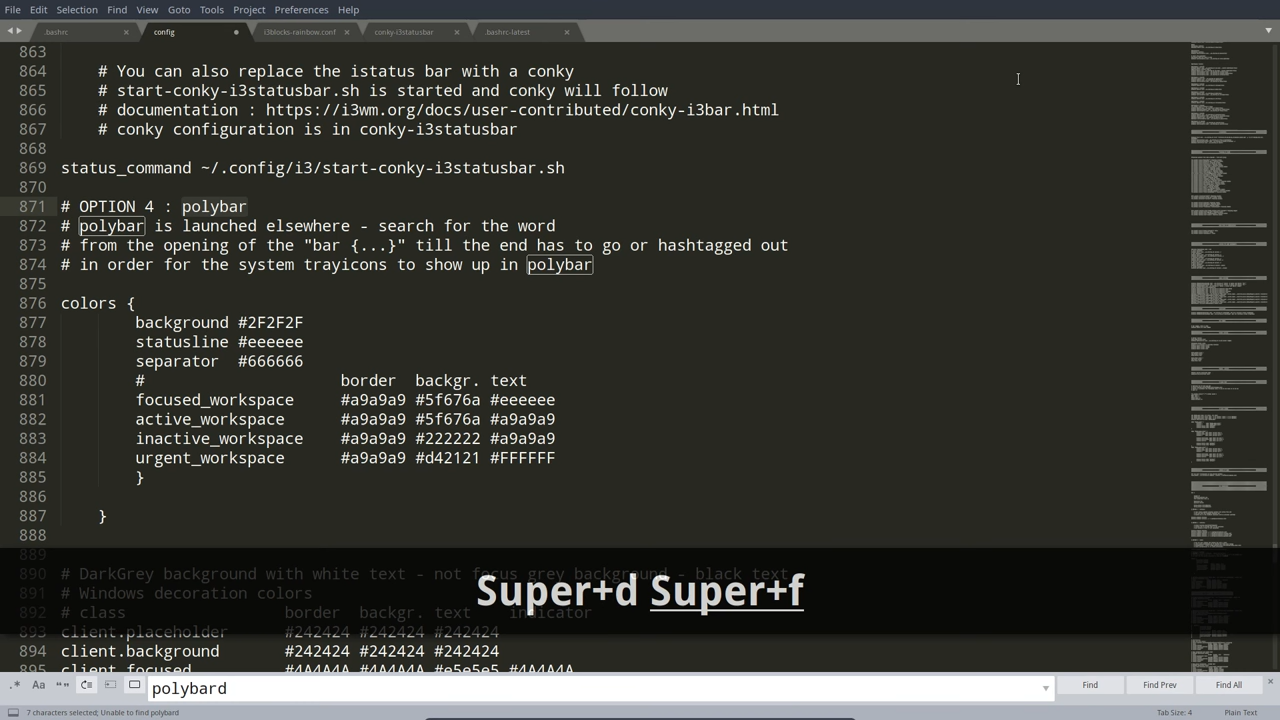 File Edit Selection Find View Goto Tools Project Preferences Help
.bashrc config i3blocks-rainbow.conf conky-i3statusbar .bashrc-latest
863
864 # You can also replace the istatus bar with a conky
865 # start-conky-i3statusbar.sh is started and conky will follow
866 # documentation : https://i3wm.org/docs/user-contributed/conky-i3bar.html
867 # conky configuration is in conky-i3statusbar
868
869 status_command ~/.config/i3/start-conky-i3statusbar.sh
870
871 # OPTION 4 : polybar
872 # polybar is launched elsewhere - search for the word
873 # from the opening of the "bar {...}" till the end has to go or hashtagged out
874 # in order for the system trayicons to show up in polybar
875
876 colors {
877 background #2F2F2F
878 statusline #eeeeee
879 separator #666666
880 # border backgr. text
881 focused_workspace #a9a9a9 #5f676a #eeeeee
882 active_workspace #a9a9a9 #5f676a #a9a9a9
883 inactive_workspace #a9a9a9 #222222 #a9a9a9
884 urgent_workspace #a9a9a9 #d42121 #FFFFFF
885 }
886
887 }
888
889
890 # DarkGrey background with white text - not focus grey background - black text
891 # Windows decoration colors
892 # class border backgr. text indicator
893 client.placeholder #242424 #242424 #242424
894 client.background #242424 #242424 #242424
895 client.focused #4A4A4A #4A4A4A #e5e5e5 #4A4A4A
Super+d Super+f
.* Aa “” polybard Find Find Prev Find All
7 characters selected; Unable to find polybard Tab Size: 4 Plain Text